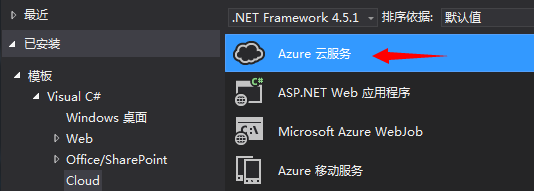 最近
已安装
模板
Visual C#
Windows 桌面
Web
Office/SharePoint
Cloud
.NET Framework 4.5.1 排序依据: 默认值
Azure 云服务
C#
ASP.NET Web 应用程序
C:\
Microsoft Azure WebJob
Azure 移动服务